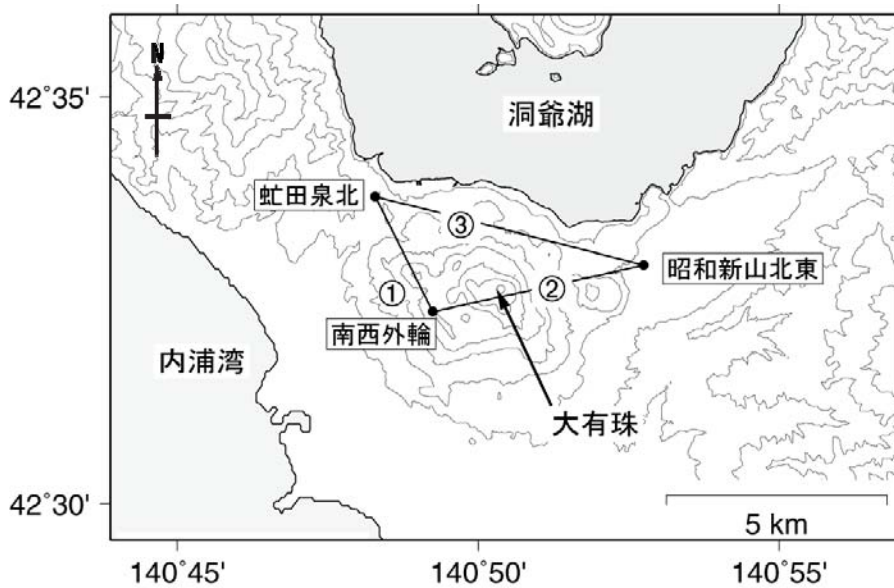 N
42°35'
洞爺湖
虻田泉北
③
昭和新山北東
①
②
南西外輪
内浦湾
大有珠
42°30'
5 km
140°45'
140°50'
140°55'